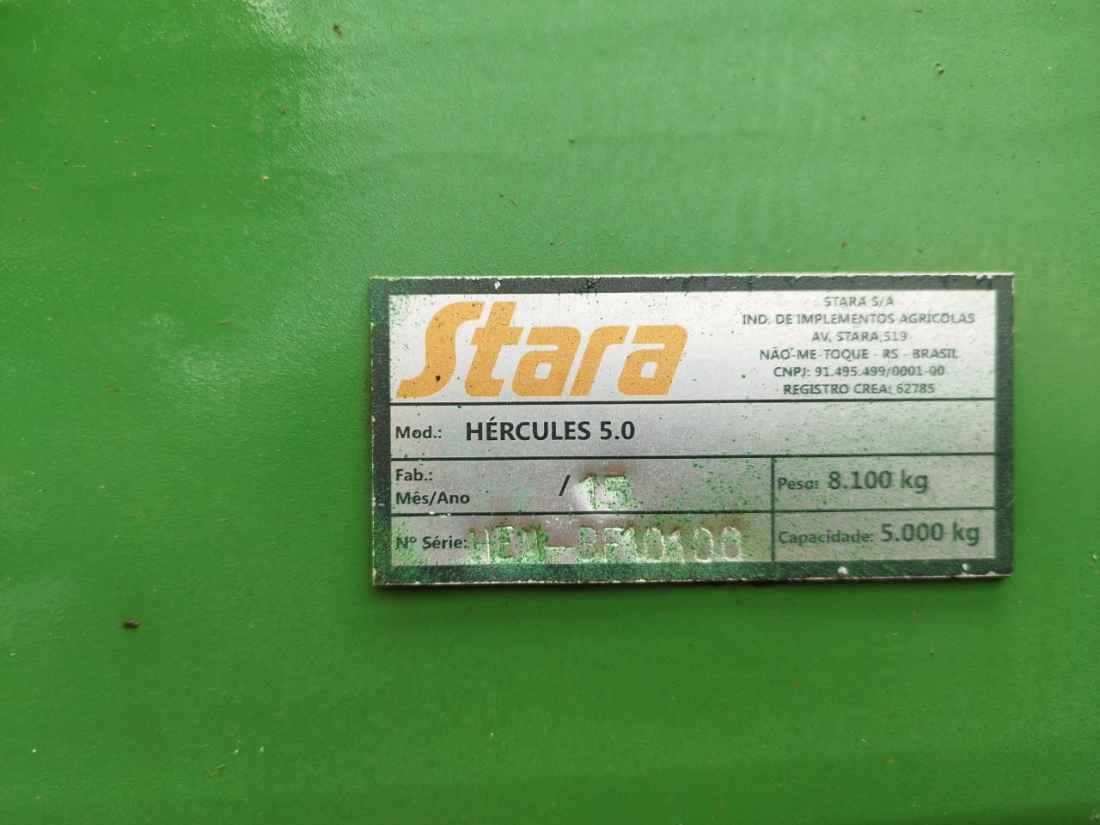 Stara
STARA S/A
IND. DE IMPLEMENTOS AGRÍCOLAS
AV. STARA 519
NÃO-ME-TOQUE - RS - BRASIL
CNPJ: 91.495.499/0001-00
REGISTRO CREA: 62785
Mod.: HÉRCULES 5.0
Fab.:
Mês/Ano / 15
Peso: 8.100 kg
Nº Série:
Capacidade: 5.000 kg